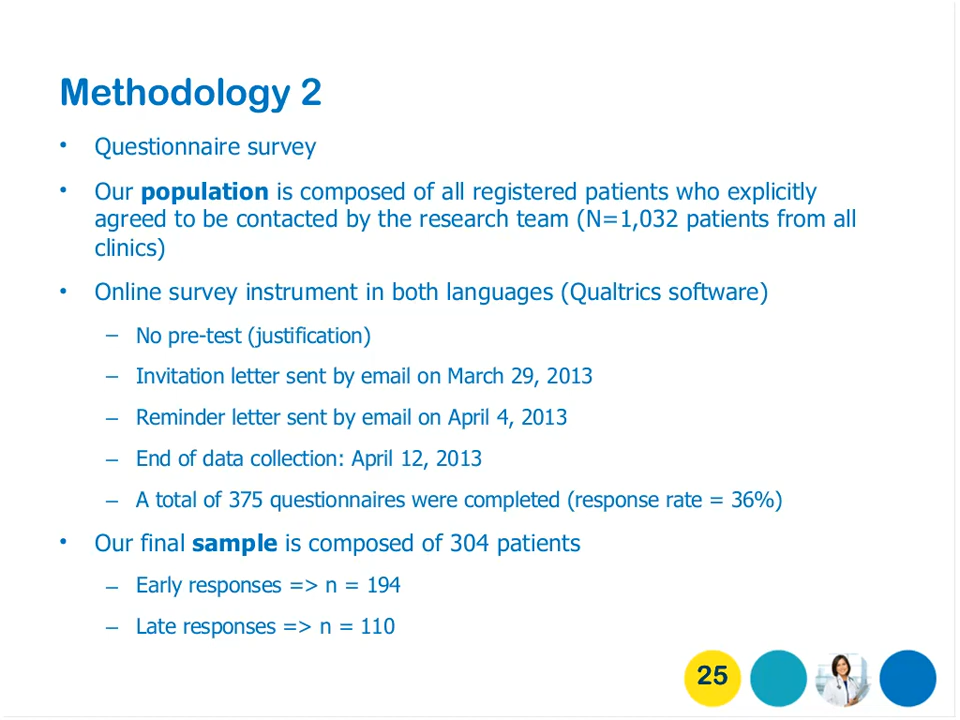 Methodology 2
• Questionnaire survey
• Our population is composed of all registered patients who explicitly
agreed to be contacted by the research team (N=1,032 patients from all
clinics)
• Online survey instrument in both languages (Qualtrics software)
– No pre-test (justification)
– Invitation letter sent by email on March 29, 2013
– Reminder letter sent by email on April 4, 2013
– End of data collection: April 12, 2013
– A total of 375 questionnaires were completed (response rate = 36%)
• Our final sample is composed of 304 patients
– Early responses => n = 194
– Late responses => n = 110
25